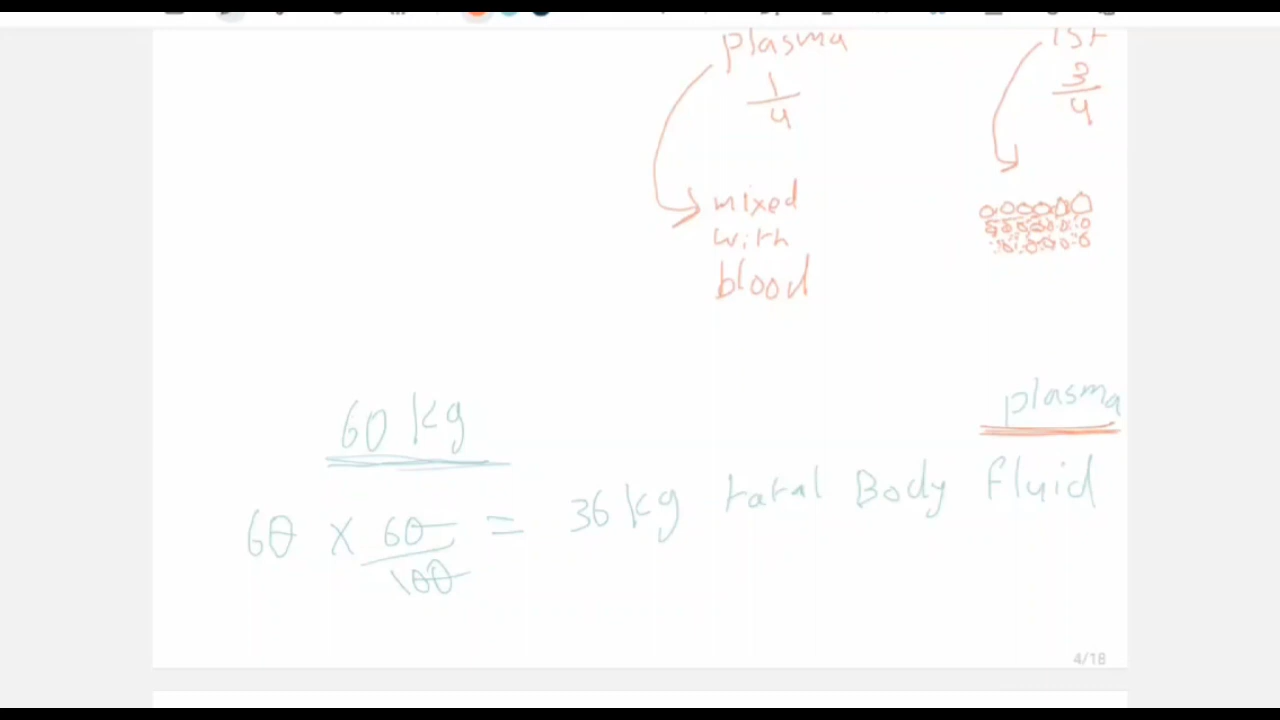 plasma
1/4
3/4
mixed
with
blood
plasma
60 kg
60 x 60/100 = 36 kg total Body fluid
4/18